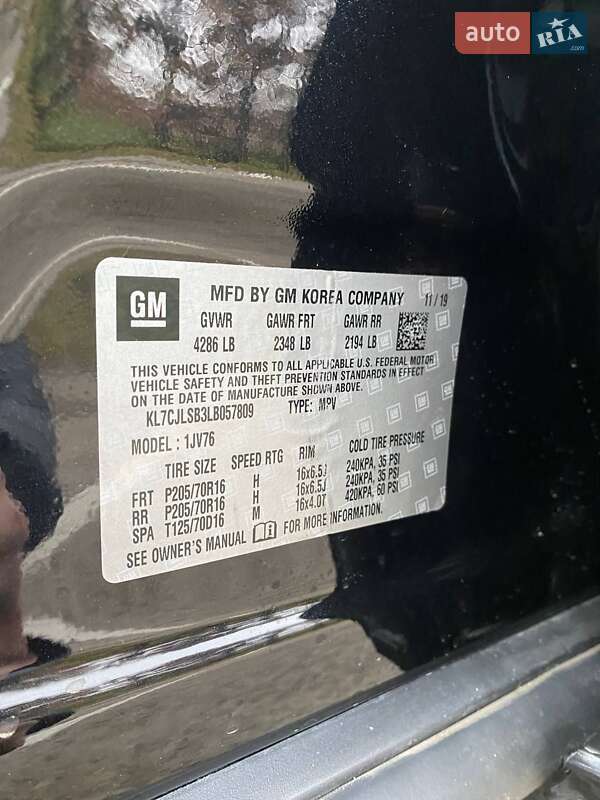 auto RIA
.com
GM MFD BY GM KOREA COMPANY 11/19
GVWR GAWR FRT GAWR RR
4286 LB 2348 LB 2194 LB
THIS VEHICLE CONFORMS TO ALL APPLICABLE U.S. FEDERAL MOTOR
VEHICLE SAFETY AND THEFT PREVENTION STANDARDS IN EFFECT
ON THE DATE OF MANUFACTURE SHOWN ABOVE.
KL7CJLSB3LB057809 TYPE: MPV
MODEL : 1JV76
TIRE SIZE SPEED RTG RIM COLD TIRE PRESSURE
FRT P205/70R16 H 16x6.5J 240KPA, 35 PSI
RR P205/70R16 H 16x6.5J 240KPA, 35 PSI
SPA T125/70D16 M 16x4.0T 420KPA, 60 PSI
SEE OWNER'S MANUAL FOR MORE INFORMATION.